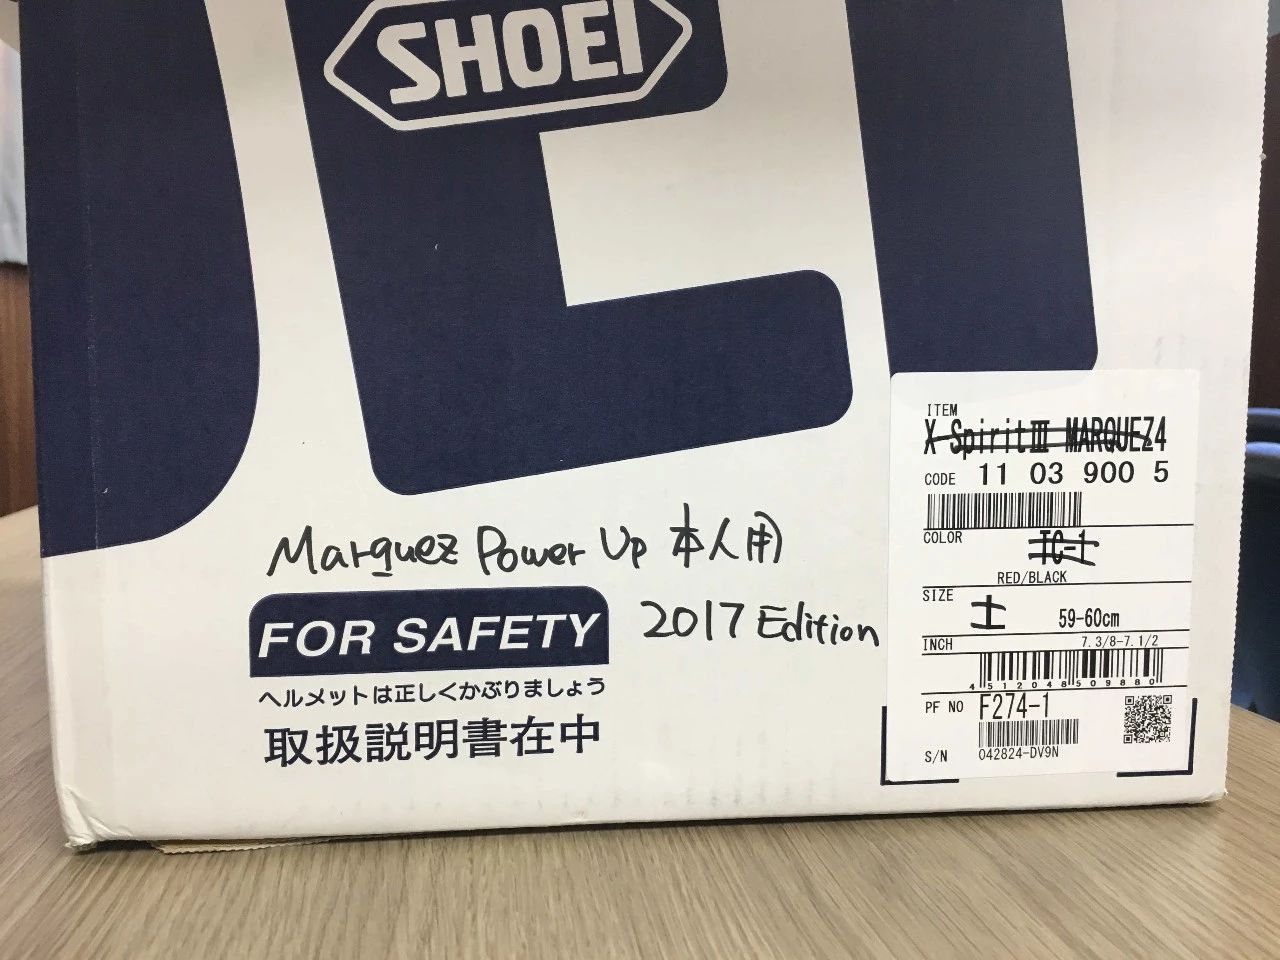 SHOEI
Marquez Power Up 本人用
2017 Edition
FOR SAFETY
ヘルメットは正しくかぶりましょう
取扱説明書在中
ITEM
X-SpiritⅢ MARQUEZ4
CODE 11 03 900 5
COLOR
TC-1
RED/BLACK
SIZE
59-60cm
INCH 7.3/8-7.1/2
4512048509880
PF NO F274-1
S/N 042824-DV9N